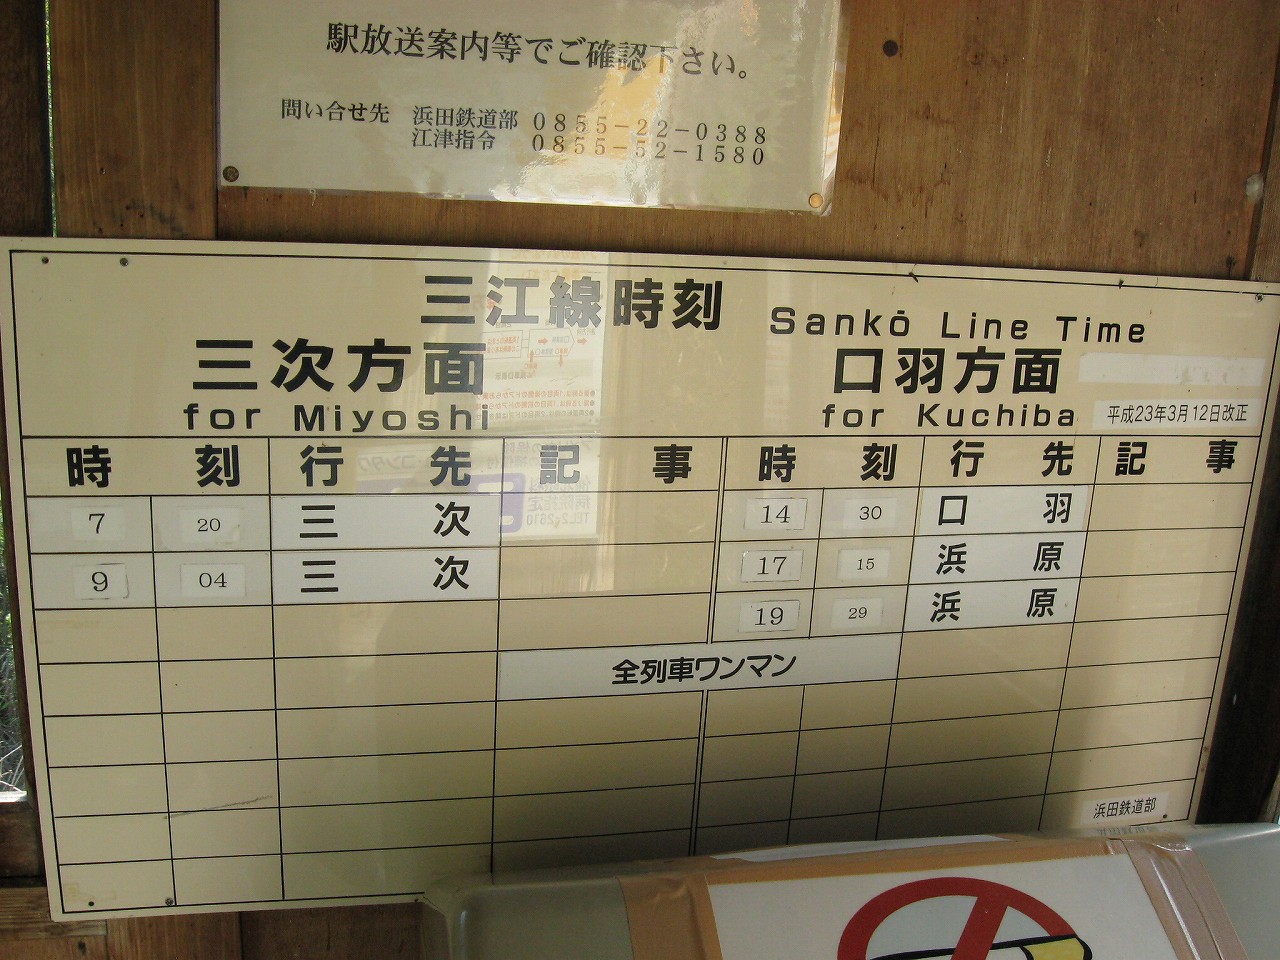 駅放送案内等でご確認下さい。
問い合せ先　浜田鉄道部　0855－22－0388
江津指令　0855－52－1580
三江線時刻 Sankō Line Time
三次方面 口羽方面
for Miyoshi for Kuchiba 平成23年3月12日改正
時刻 行先 記事 時刻 行先 記事
7 20 三次 14 30 口羽
9 04 三次 17 15 浜原
19 29 浜原
全列車ワンマン
浜田鉄道部